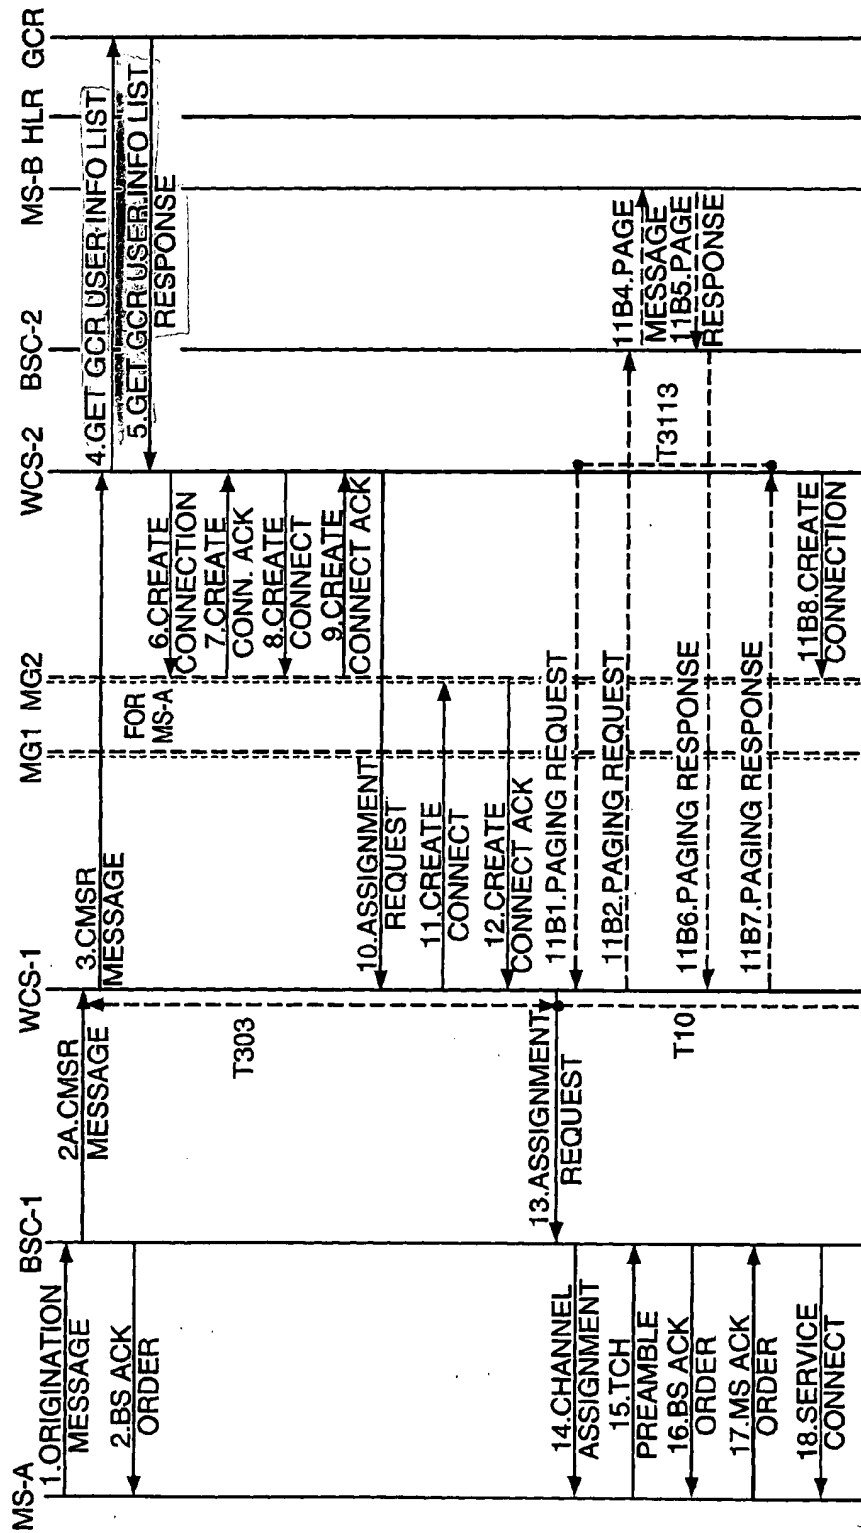 MS-A
BSC-1
WCS-1
MG1
MG2
WCS-2
BSC-2
MS-B
HLR
GCR
1.ORIGINATION
MESSAGE
2.BS ACK
ORDER
2A.CMSR
MESSAGE
3.CMSR
MESSAGE
4.GET GCR USER INFO LIST
5.GET GCR USER INFO LIST
RESPONSE
FOR
MS-A
6.CREATE
CONNECTION
7.CREATE
CONN. ACK
8.CREATE
CONNECT
9.CREATE
CONNECT ACK
T303
10.ASSIGNMENT
REQUEST
11.CREATE
CONNECT
12.CREATE
CONNECT ACK
13.ASSIGNMENT
REQUEST
11B1.PAGING REQUEST
11B2.PAGING REQUEST
11B4.PAGE
MESSAGE
11B5.PAGE
RESPONSE
T3113
11B6.PAGING RESPONSE
11B7.PAGING RESPONSE
T10
11B8.CREATE
CONNECTION
14.CHANNEL
ASSIGNMENT
15.TCH
PREAMBLE
16.BS ACK
ORDER
17.MS ACK
ORDER
18.SERVICE
CONNECT